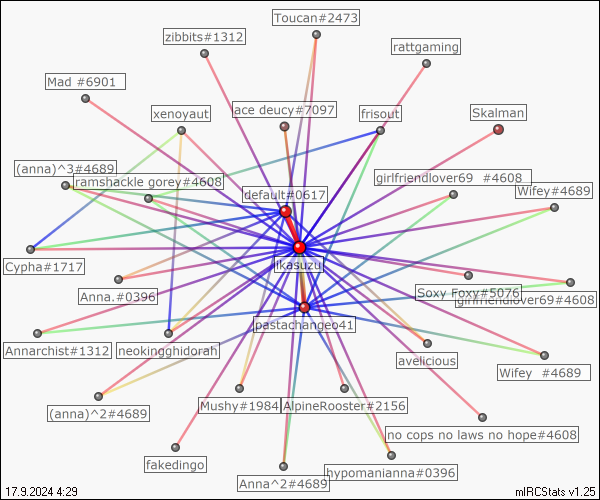 Toucan#2473
zibbits#1312
rattgaming
Mad #6901
xenoyaut
ace deucy#7097
frisout
Skalman
(anna)^3#4689
ramshackle gorey#4608
girlfriendlover69 #4608
default#0617
Wifey#4689
Cypha#1717
ikasuzu
Anna.#0396
Soxy Foxy#5076
girlfriendlover69#4608
pastachangeo41
Annarchist#1312
neokingghidorah
avelicious
Wifey #4689
(anna)^2#4689
Mushy#1984
AlpineRooster#2156
no cops no laws no hope#4608
fakedingo
Anna^2#4689
hypomanianna#0396
17.9.2024 4:29
mIRCStats v1.25